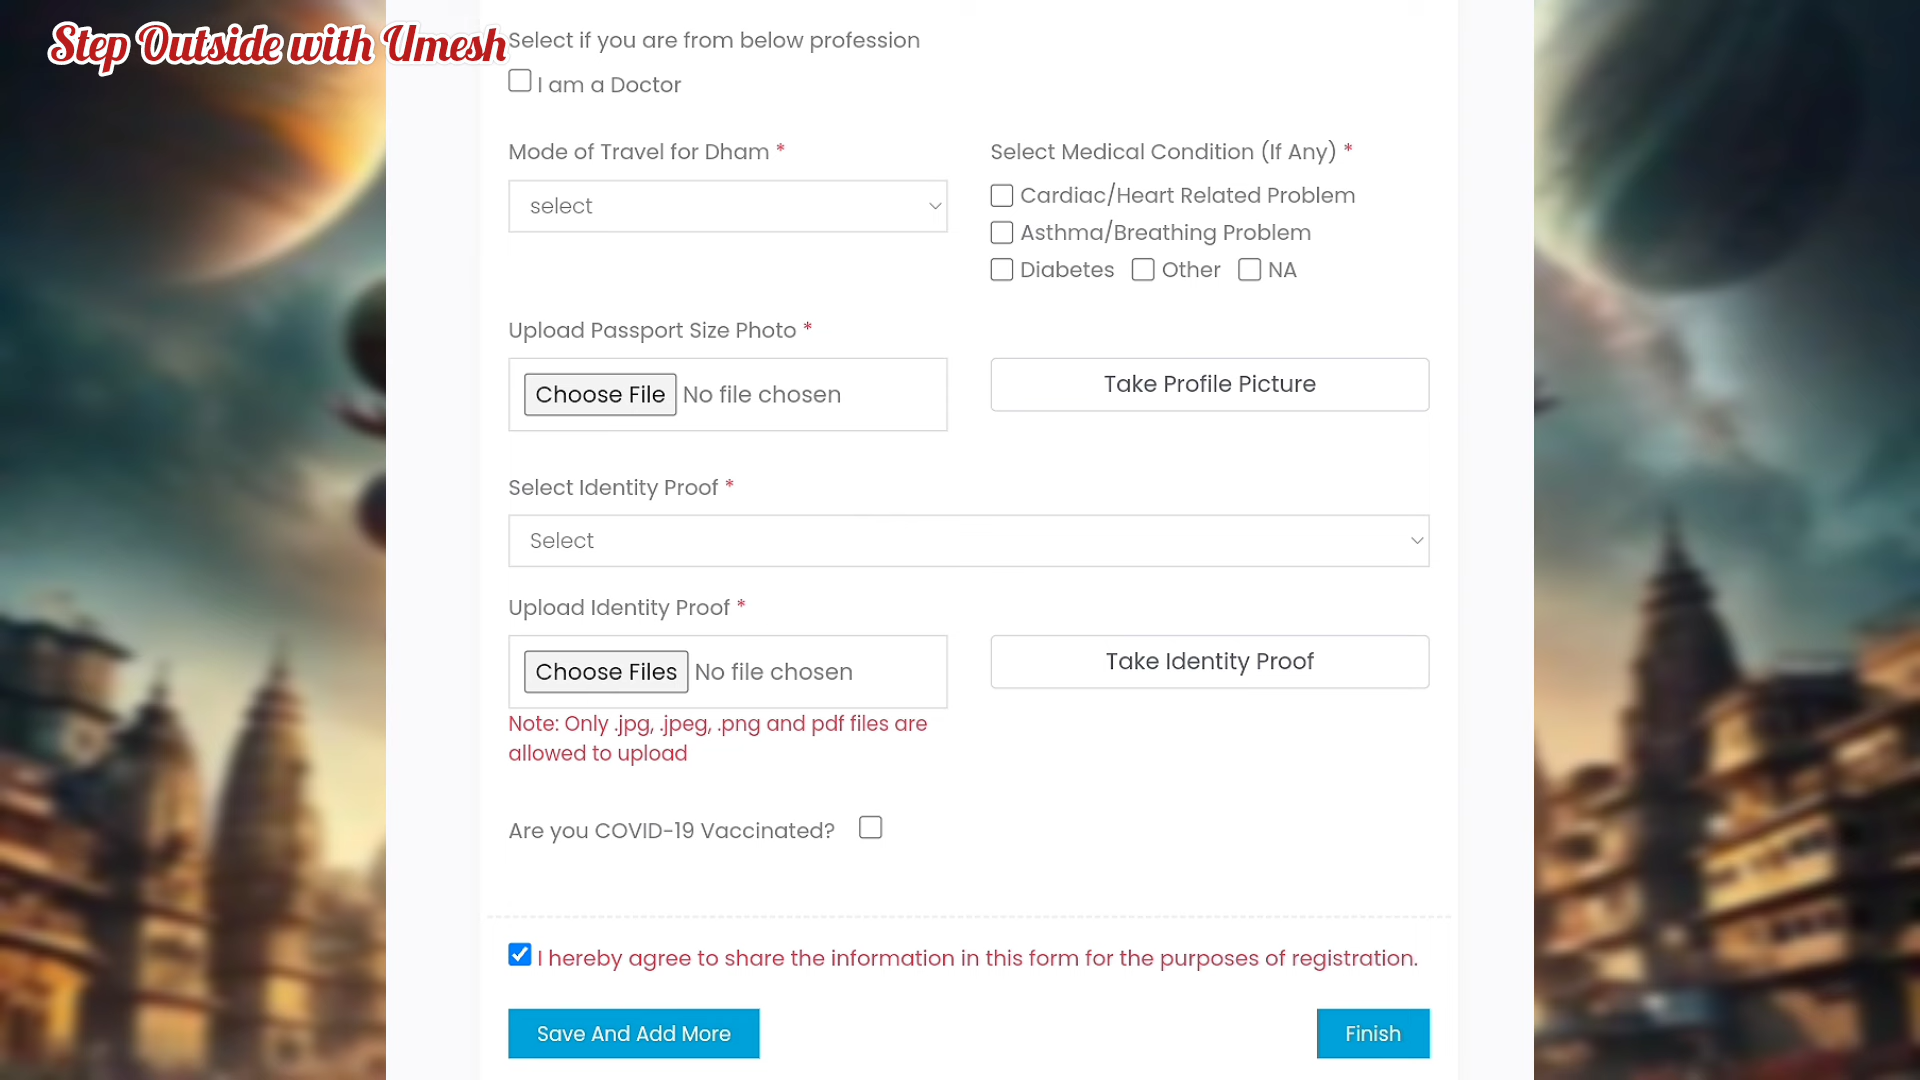 Step Outside with Umesh
Select if you are from below profession
I am a Doctor
Mode of Travel for Dham *
select
Select Medical Condition (If Any) *
Cardiac/Heart Related Problem
Asthma/Breathing Problem
Diabetes Other NA
Upload Passport Size Photo *
Choose File No file chosen
Take Profile Picture
Select Identity Proof *
Select
Upload Identity Proof *
Choose Files No file chosen
Take Identity Proof
Note: Only .jpg, .jpeg, .png and pdf files are
allowed to upload
Are you COVID-19 Vaccinated?
I hereby agree to share the information in this form for the purposes of registration.
Save And Add More
Finish